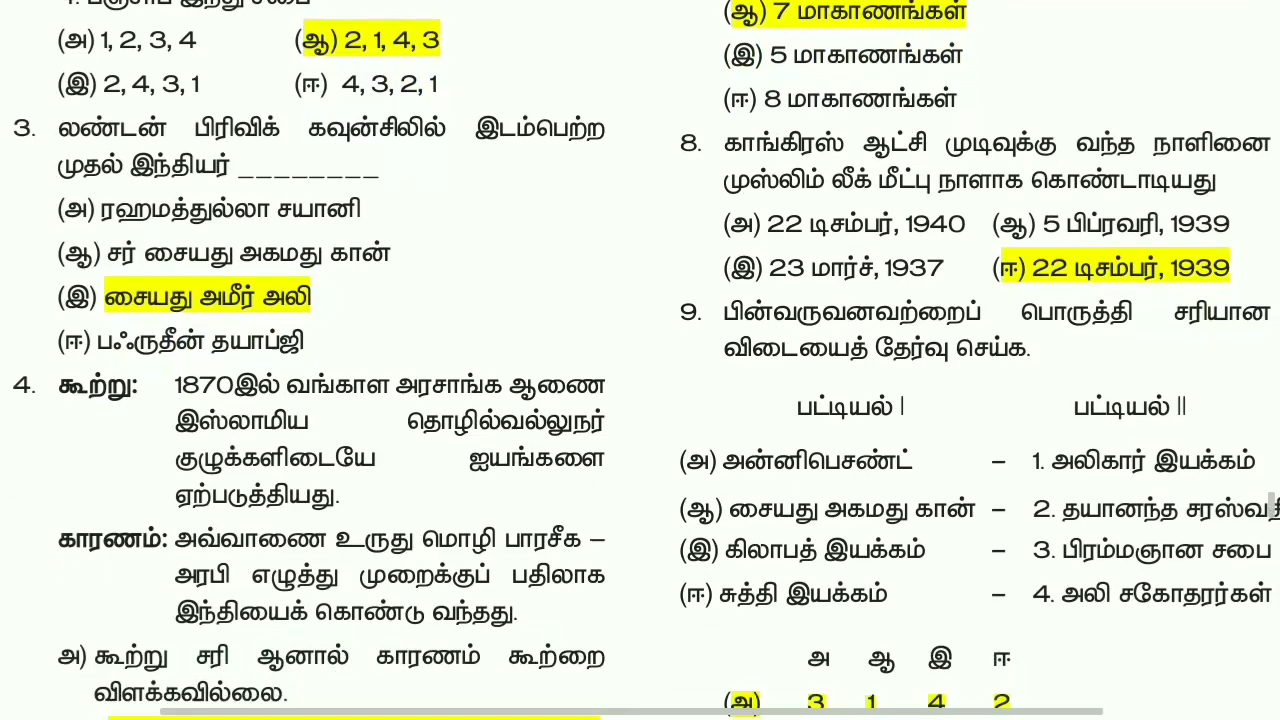 (அ) 1, 2, 3, 4 (ஆ) 2, 1, 4, 3
(இ) 2, 4, 3, 1 (ஈ) 4, 3, 2, 1
3. லண்டன் பிரிவிக் கவுன்சிலில் இடம்பெற்ற
முதல் இந்தியர் ________
(அ) ரஹமத்துல்லா சயானி
(ஆ) சர் சையது அகமது கான்
(இ) சையது அமீர் அலி
(ஈ) பஃருதீன் தயாப்ஜி
4. கூற்று: 1870இல் வங்காள அரசாங்க ஆணை
இஸ்லாமிய தொழில்வல்லுநர்
குழுக்களிடையே ஐயங்களை
ஏற்படுத்தியது.
காரணம்: அவ்வாணை உருது மொழி பாரசீக –
அரபி எழுத்து முறைக்குப் பதிலாக
இந்தியைக் கொண்டு வந்தது.
அ) கூற்று சரி ஆனால் காரணம் கூற்றை
விளக்கவில்லை.
(ஆ) 7 மாகாணங்கள்
(இ) 5 மாகாணங்கள்
(ஈ) 8 மாகாணங்கள்
8. காங்கிரஸ் ஆட்சி முடிவுக்கு வந்த நாளினை
முஸ்லிம் லீக் மீட்பு நாளாக கொண்டாடியது
(அ) 22 டிசம்பர், 1940 (ஆ) 5 பிப்ரவரி, 1939
(இ) 23 மார்ச், 1937 (ஈ) 22 டிசம்பர், 1939
9. பின்வருவனவற்றைப் பொருத்தி சரியான
விடையைத் தேர்வு செய்க.
பட்டியல் I பட்டியல் II
(அ) அன்னிபெசண்ட் – 1. அலிகார் இயக்கம்
(ஆ) சையது அகமது கான் – 2. தயானந்த சரஸ்வதி
(இ) கிலாபத் இயக்கம் – 3. பிரம்மஞான சபை
(ஈ) சுத்தி இயக்கம் – 4. அலி சகோதரர்கள்
அ ஆ இ ஈ
(அ) 3 1 4 2